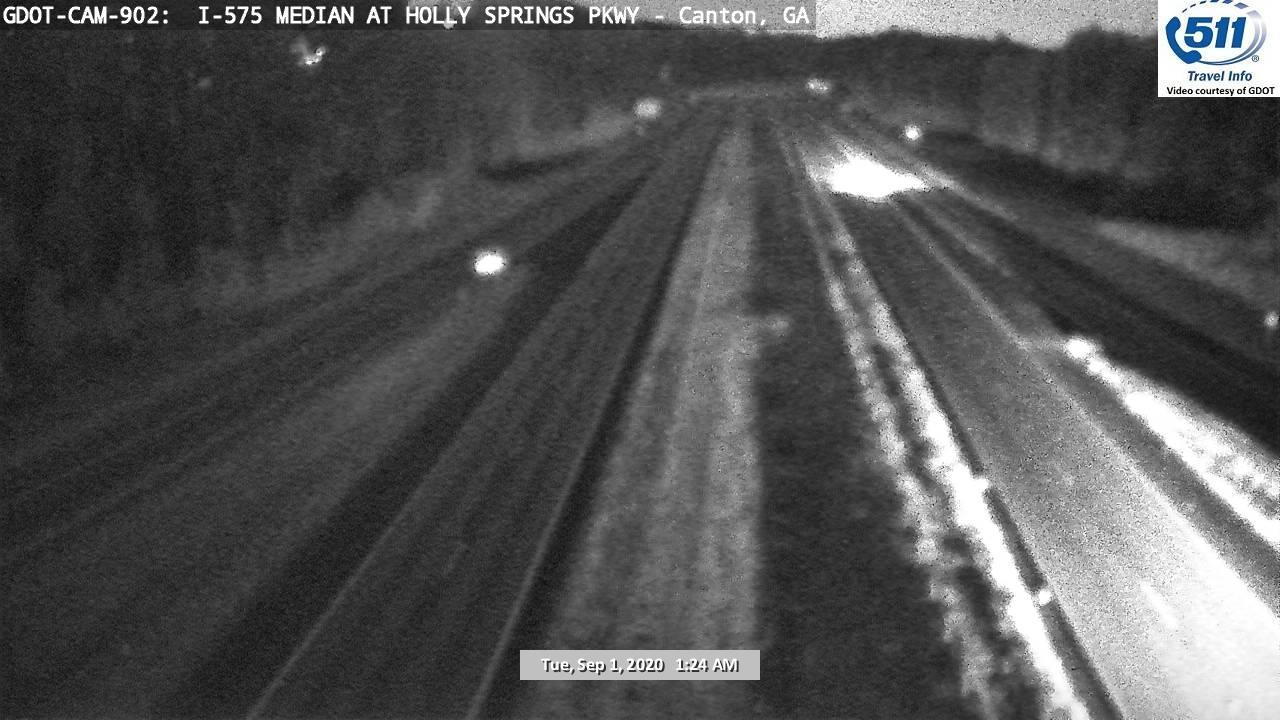 GDOT-CAM-902: I-575 MEDIAN AT HOLLY SPRINGS PKWY - Canton, GA
511
Travel Info
Video courtesy of GDOT
Tue, Sep 1, 2020 1:24 AM